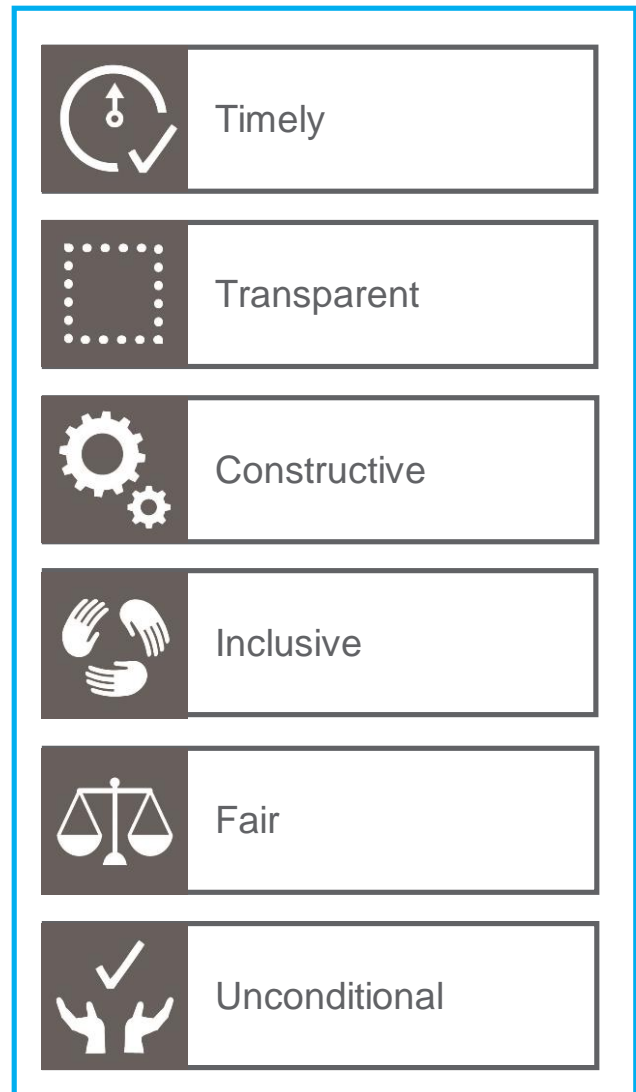 Timely
Transparent
Constructive
Inclusive
Fair
Unconditional